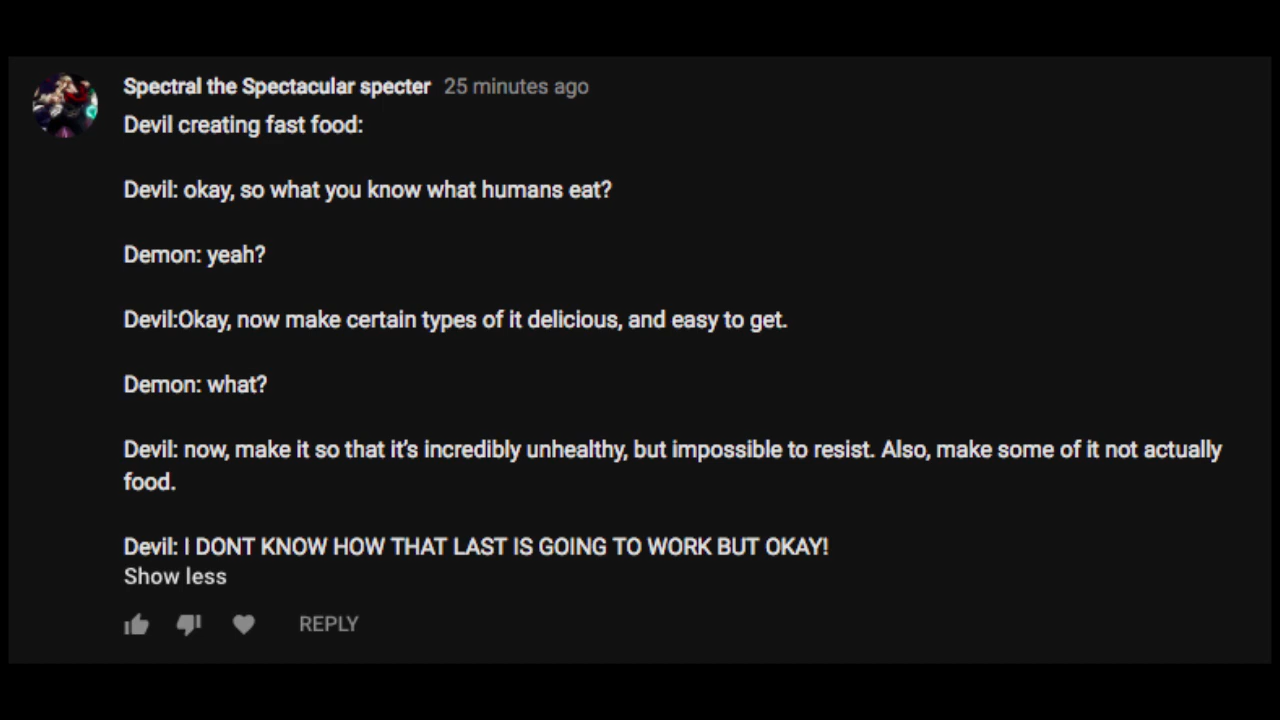 Spectral the Spectacular specter 25 minutes ago
Devil creating fast food:
Devil: okay, so what you know what humans eat?
Demon: yeah?
Devil:Okay, now make certain types of it delicious, and easy to get.
Demon: what?
Devil: now, make it so that it's incredibly unhealthy, but impossible to resist. Also, make some of it not actually
food.
Devil: I DONT KNOW HOW THAT LAST IS GOING TO WORK BUT OKAY!
Show less
REPLY